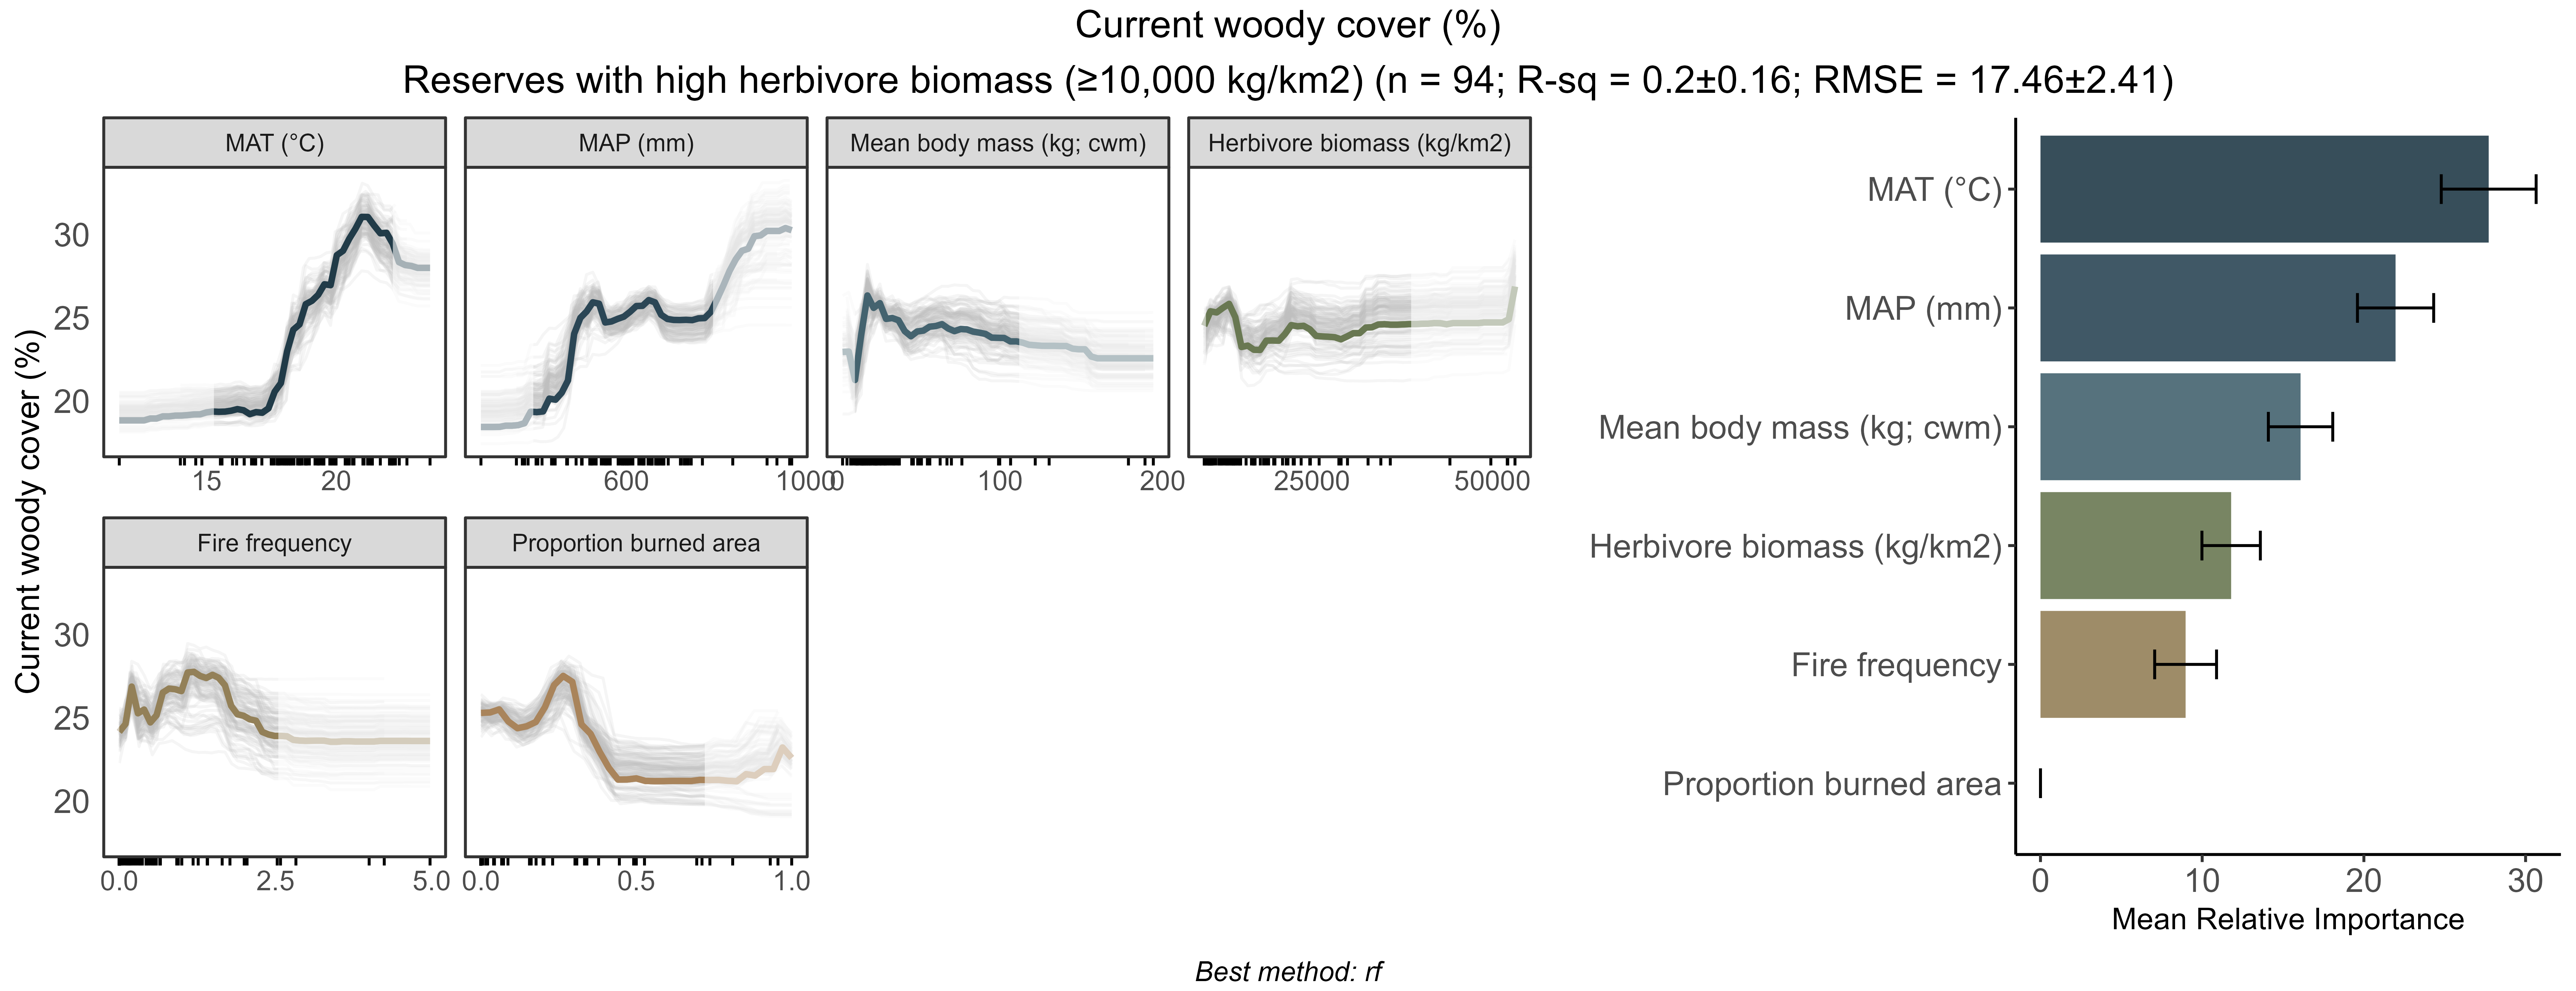 Current woody cover (%)
Reserves with high herbivore biomass (≥10,000 kg/km2) (n = 94; R-sq = 0.2±0.16; RMSE = 17.46±2.41)
Current woody cover (%)
MAT (°C)
MAP (mm)
Mean body mass (kg; cwm)
Herbivore biomass (kg/km2)
30
25
20
15 20
600 1000
0 100 200
25000 50000
Fire frequency
Proportion burned area
30
25
20
0.0 2.5 5.0
0.0 0.5 1.0
MAT (°C)
MAP (mm)
Mean body mass (kg; cwm)
Herbivore biomass (kg/km2)
Fire frequency
Proportion burned area
0 10 20 30
Mean Relative Importance
Best method: rf